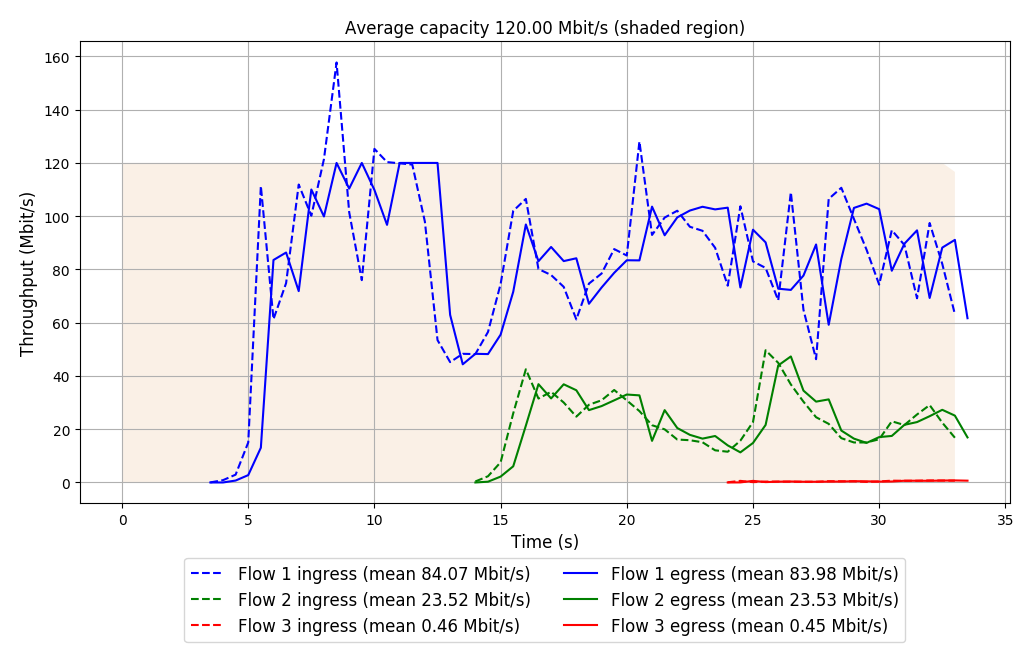 Average capacity 120.00 Mbit/s (shaded region)
160
140
120
100
80
60
40
20
0
Throughput (Mbit/s)
0 5 10 15 20 25 30 35
Time (s)
Flow 1 ingress (mean 84.07 Mbit/s) Flow 1 egress (mean 83.98 Mbit/s)
Flow 2 ingress (mean 23.52 Mbit/s) Flow 2 egress (mean 23.53 Mbit/s)
Flow 3 ingress (mean 0.46 Mbit/s) Flow 3 egress (mean 0.45 Mbit/s)